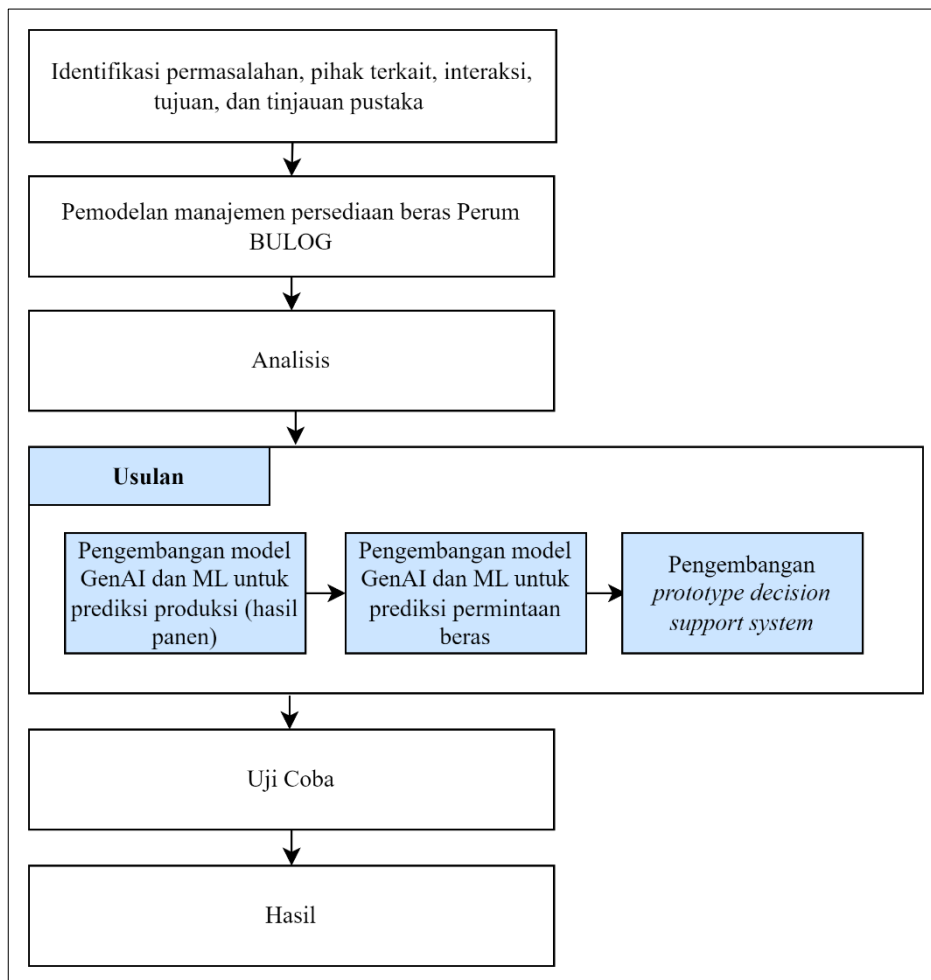 Identifikasi permasalahan, pihak terkait, interaksi,
tujuan, dan tinjauan pustaka
Pemodelan manajemen persediaan beras Perum
BULOG
Analisis
Usulan
Pengembangan model
GenAI dan ML untuk
prediksi produksi (hasil
panen)
Pengembangan model
GenAI dan ML untuk
prediksi permintaan
beras
Pengembangan
prototype decision
support system
Uji Coba
Hasil